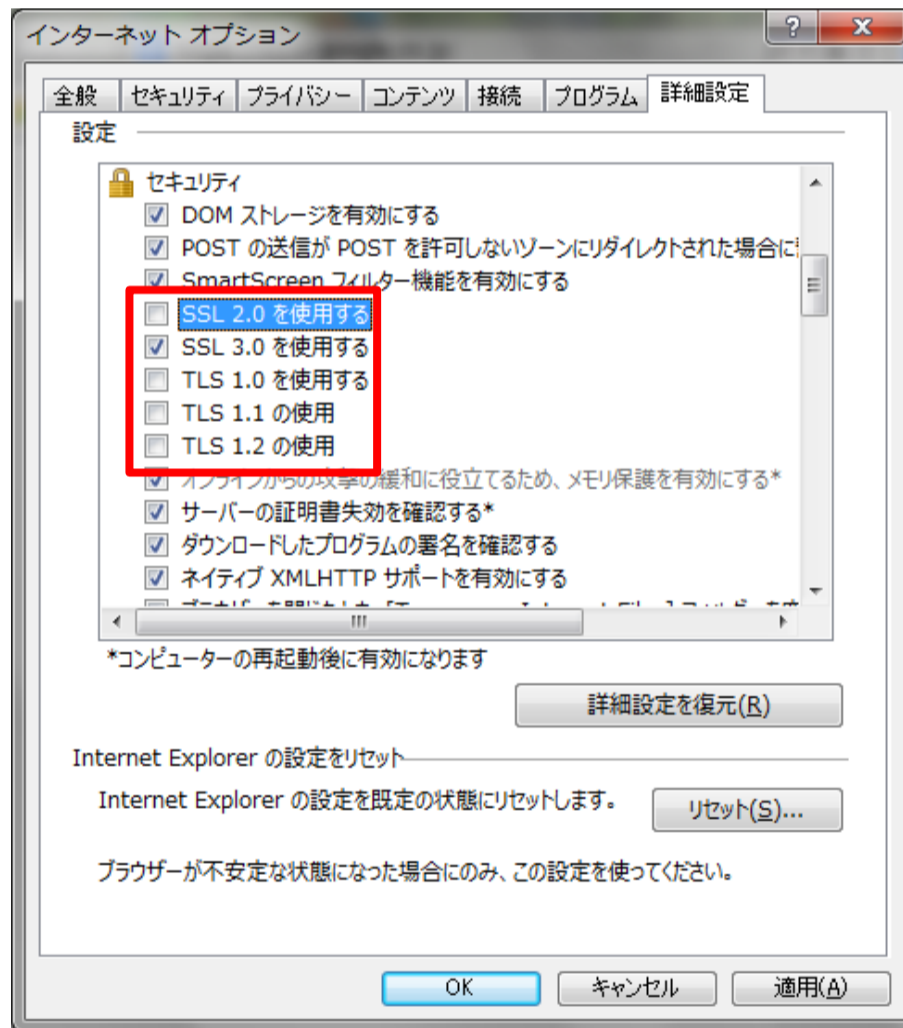 インターネット オプション
全般 セキュリティ プライバシー コンテンツ 接続 プログラム 詳細設定
設定
セキュリティ
DOM ストレージを有効にする
POST の送信が POST を許可しないゾーンにリダイレクトされた場合に
SmartScreen フィルター機能を有効にする
SSL 2.0 を使用する
SSL 3.0 を使用する
TLS 1.0 を使用する
TLS 1.1 の使用
TLS 1.2 の使用
オンラインからの攻撃の緩和に役立てるため、メモリ保護を有効にする*
サーバーの証明書失効を確認する*
ダウンロードしたプログラムの署名を確認する
ネイティブ XMLHTTP サポートを有効にする
*コンピューターの再起動後に有効になります
詳細設定を復元(R)
Internet Explorer の設定をリセット
Internet Explorer の設定を既定の状態にリセットします。
リセット(S)...
ブラウザーが不安定な状態になった場合にのみ、この設定を使ってください。
OK キャンセル 適用(A)